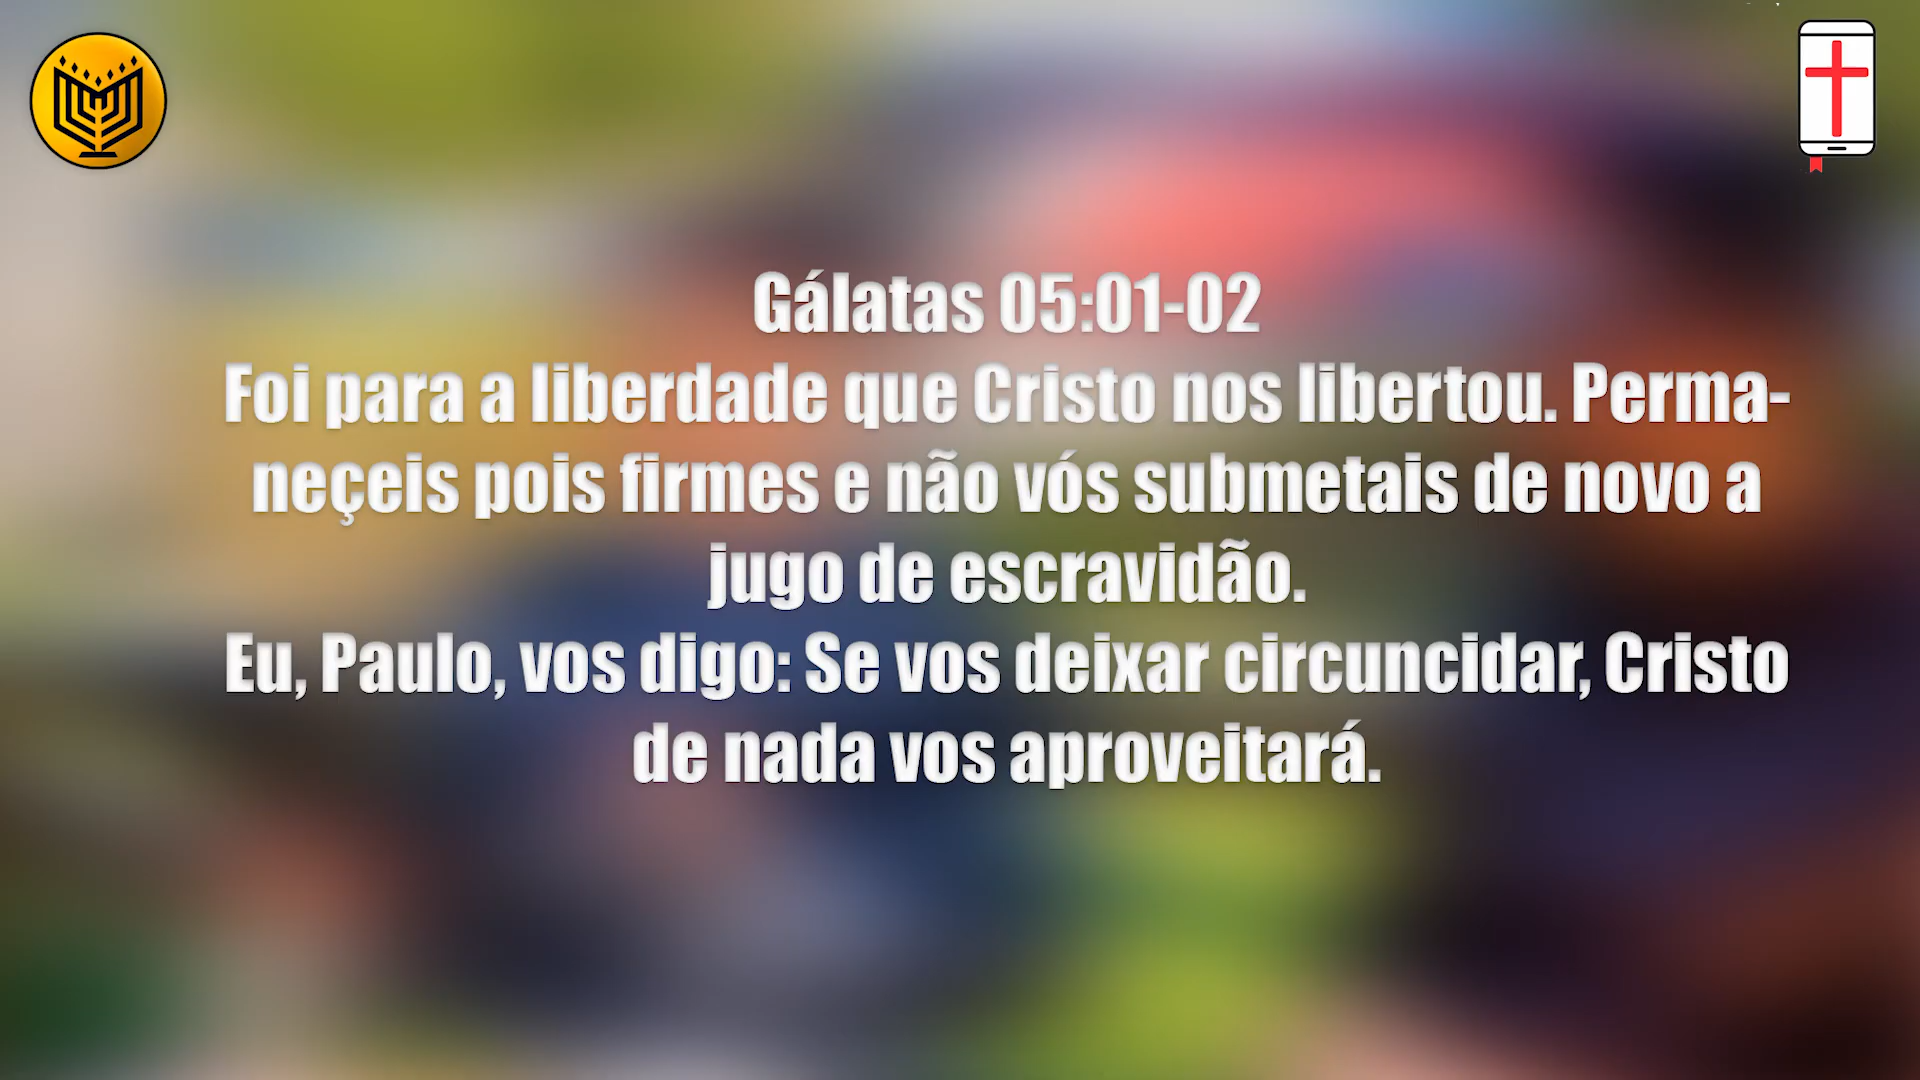 Gálatas 05:01-02
Foi para a liberdade que Cristo nos libertou. Perma-
neçeis pois firmes e não vós submetais de novo a
jugo de escravidão.
Eu, Paulo, vos digo: Se vos deixar circuncidar, Cristo
de nada vos aproveitará.